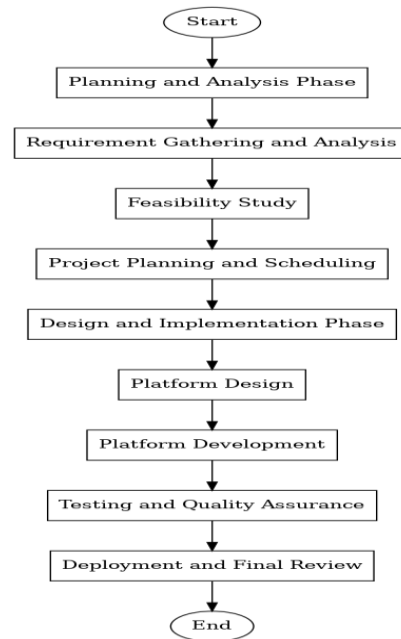 Start
Planning and Analysis Phase
Requirement Gathering and Analysis
Feasibility Study
Project Planning and Scheduling
Design and Implementation Phase
Platform Design
Platform Development
Testing and Quality Assurance
Deployment and Final Review
End